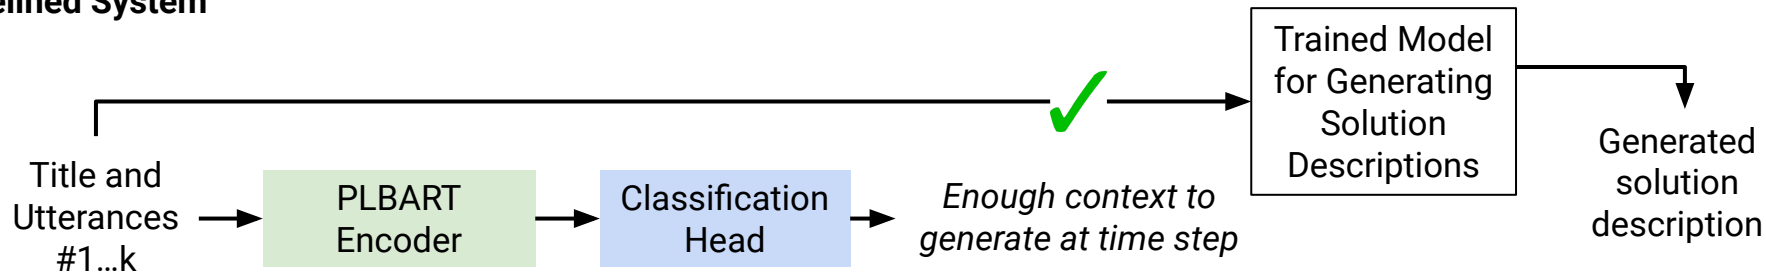 System
Title and
Utterances
#1...k
PLBART
Encoder
Classification
Head
Enough context to
generate at time step
Trained Model
for Generating
Solution
Descriptions
Generated
solution
description